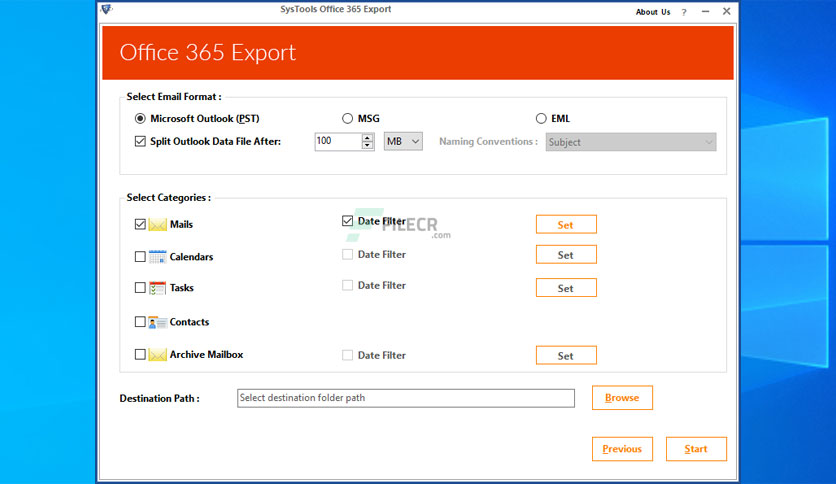 SysTools Office 365 Export
About Us ?
Office 365 Export
Select Email Format :
Microsoft Outlook (PST) MSG EML
Split Outlook Data File After: 100 MB Naming Conventions : Subject
Select Categories :
Mails Date Filter Set
FILECR
.com
Calendars Date Filter Set
Tasks Date Filter Set
Contacts
Archive Mailbox Date Filter Set
Destination Path : Select destination folder path Browse
Previous Start